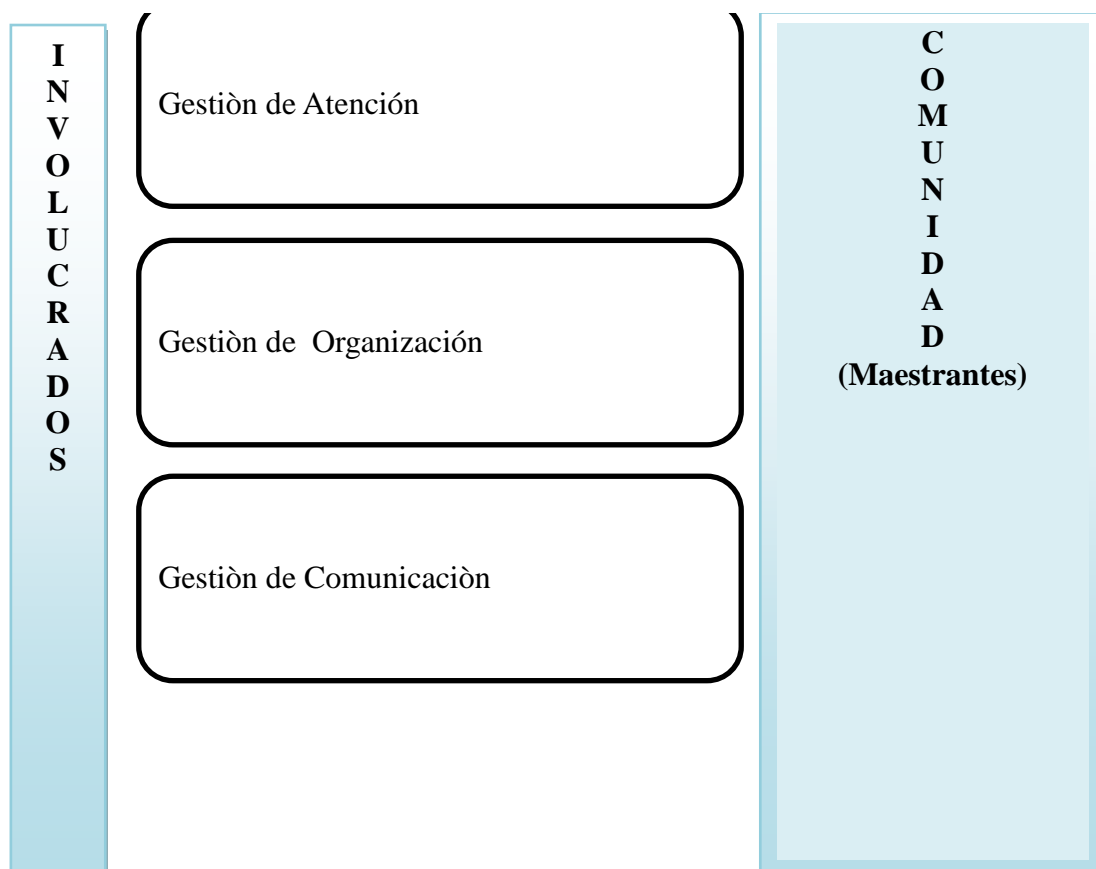 I
N
V
O
L
U
C
R
A
D
O
S
Gestiòn de Atención
Gestiòn de  Organización
Gestiòn de Comunicaciòn
C
O
M
U
N
I
D
A
D
(Maestrantes)